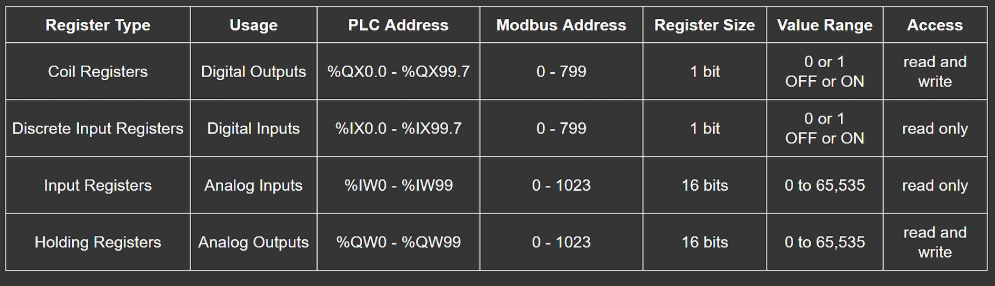 Register Type Usage PLC Address Modbus Address Register Size Value Range Access
Coil Registers Digital Outputs %QX0.0 - %QX99.7 0 - 799 1 bit 0 or 1 OFF or ON read and write
Discrete Input Registers Digital Inputs %IX0.0 - %IX99.7 0 - 799 1 bit 0 or 1 OFF or ON read only
Input Registers Analog Inputs %IW0 - %IW99 0 - 1023 16 bits 0 to 65,535 read only
Holding Registers Analog Outputs %QW0 - %QW99 0 - 1023 16 bits 0 to 65,535 read and write